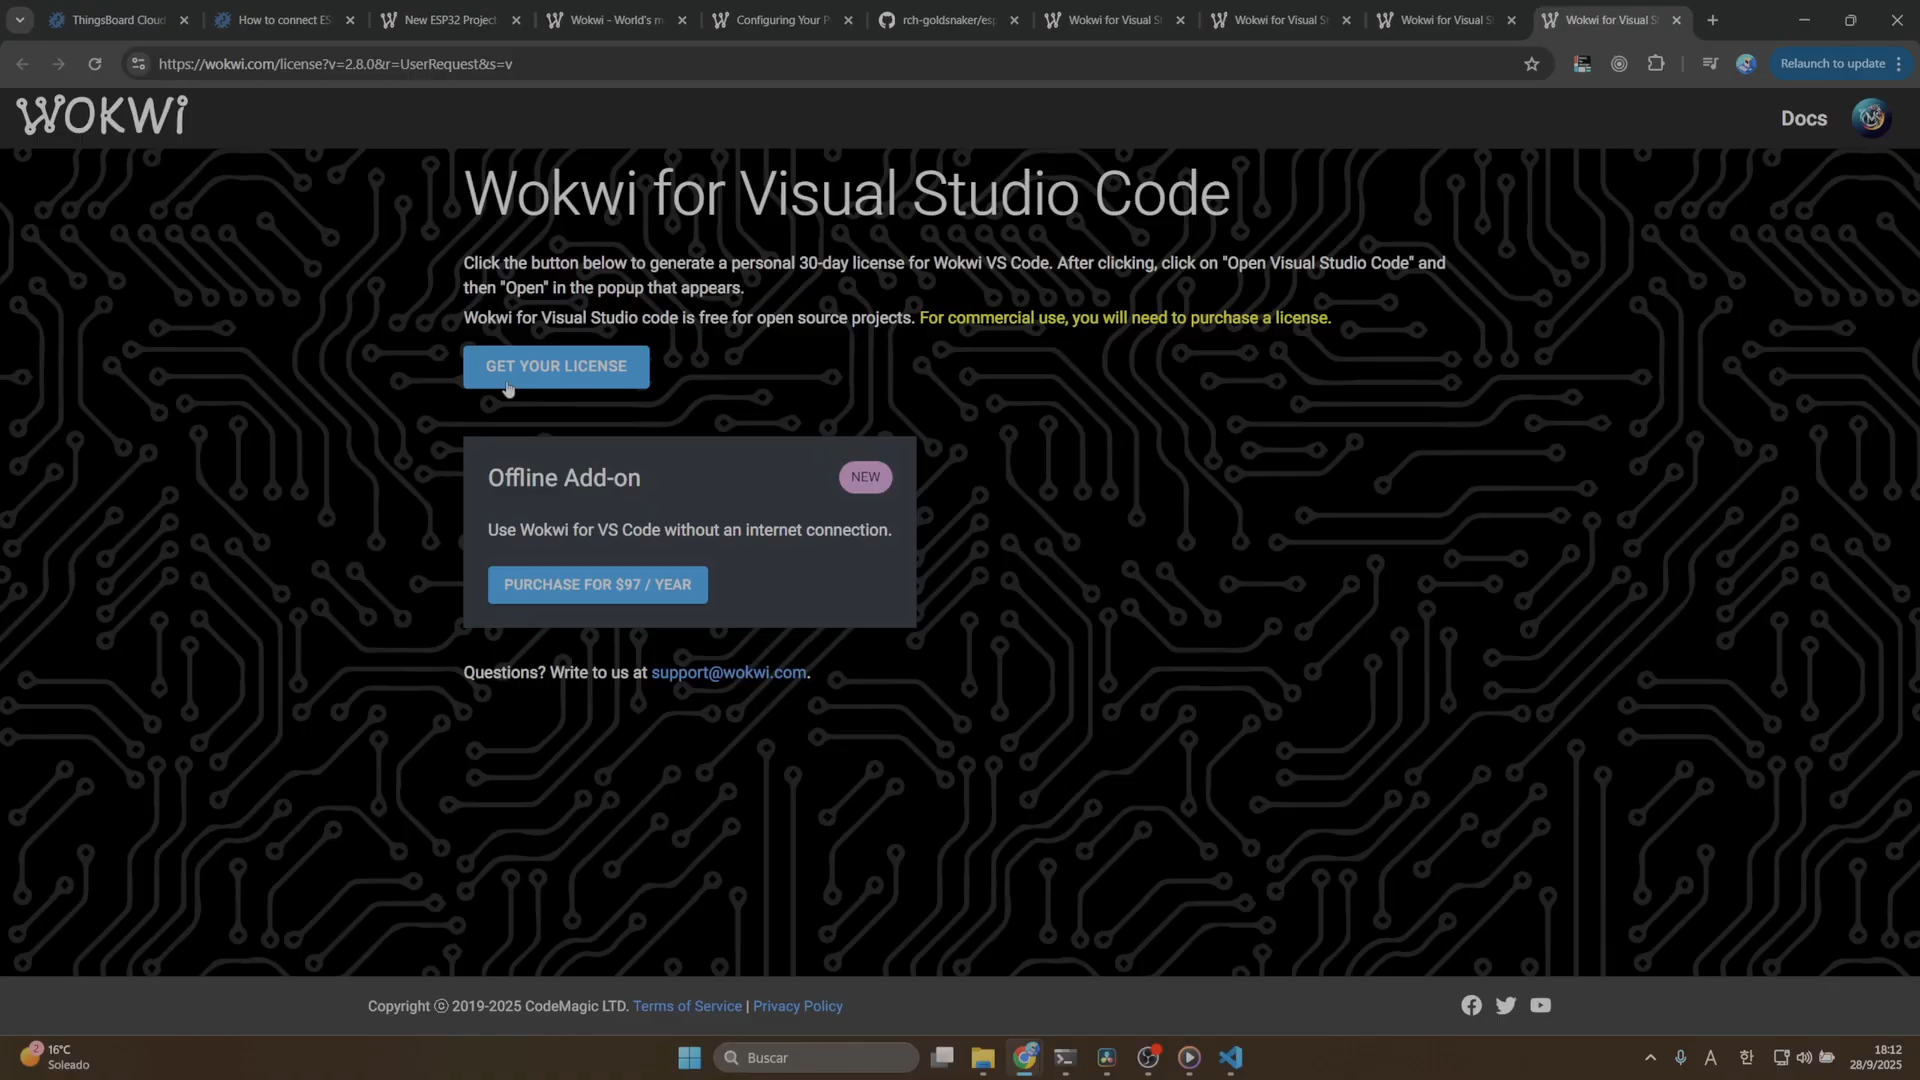 ThingsBoard Cloud
How to connect ES
New ESP32 Project
Wokwi - World's m
Configuring Your P
rch-goldsnaker/esp
Wokwi for Visual S
Wokwi for Visual S
Wokwi for Visual S
Wokwi for Visual S
https://wokwi.com/license?v=2.8.0&r=UserRequest&s=v
Relaunch to update
WOKWi
Docs
Wokwi for Visual Studio Code
Click the button below to generate a personal 30-day license for Wokwi VS Code. After clicking, click on "Open Visual Studio Code" and
then "Open" in the popup that appears.
Wokwi for Visual Studio code is free for open source projects. For commercial use, you will need to purchase a license.
GET YOUR LICENSE
Offline Add-on
NEW
Use Wokwi for VS Code without an internet connection.
PURCHASE FOR $97 / YEAR
Questions? Write to us at support@wokwi.com.
Copyright © 2019-2025 CodeMagic LTD. Terms of Service | Privacy Policy
2
16°C
Soleado
Buscar
A
한
18:12
28/9/2025